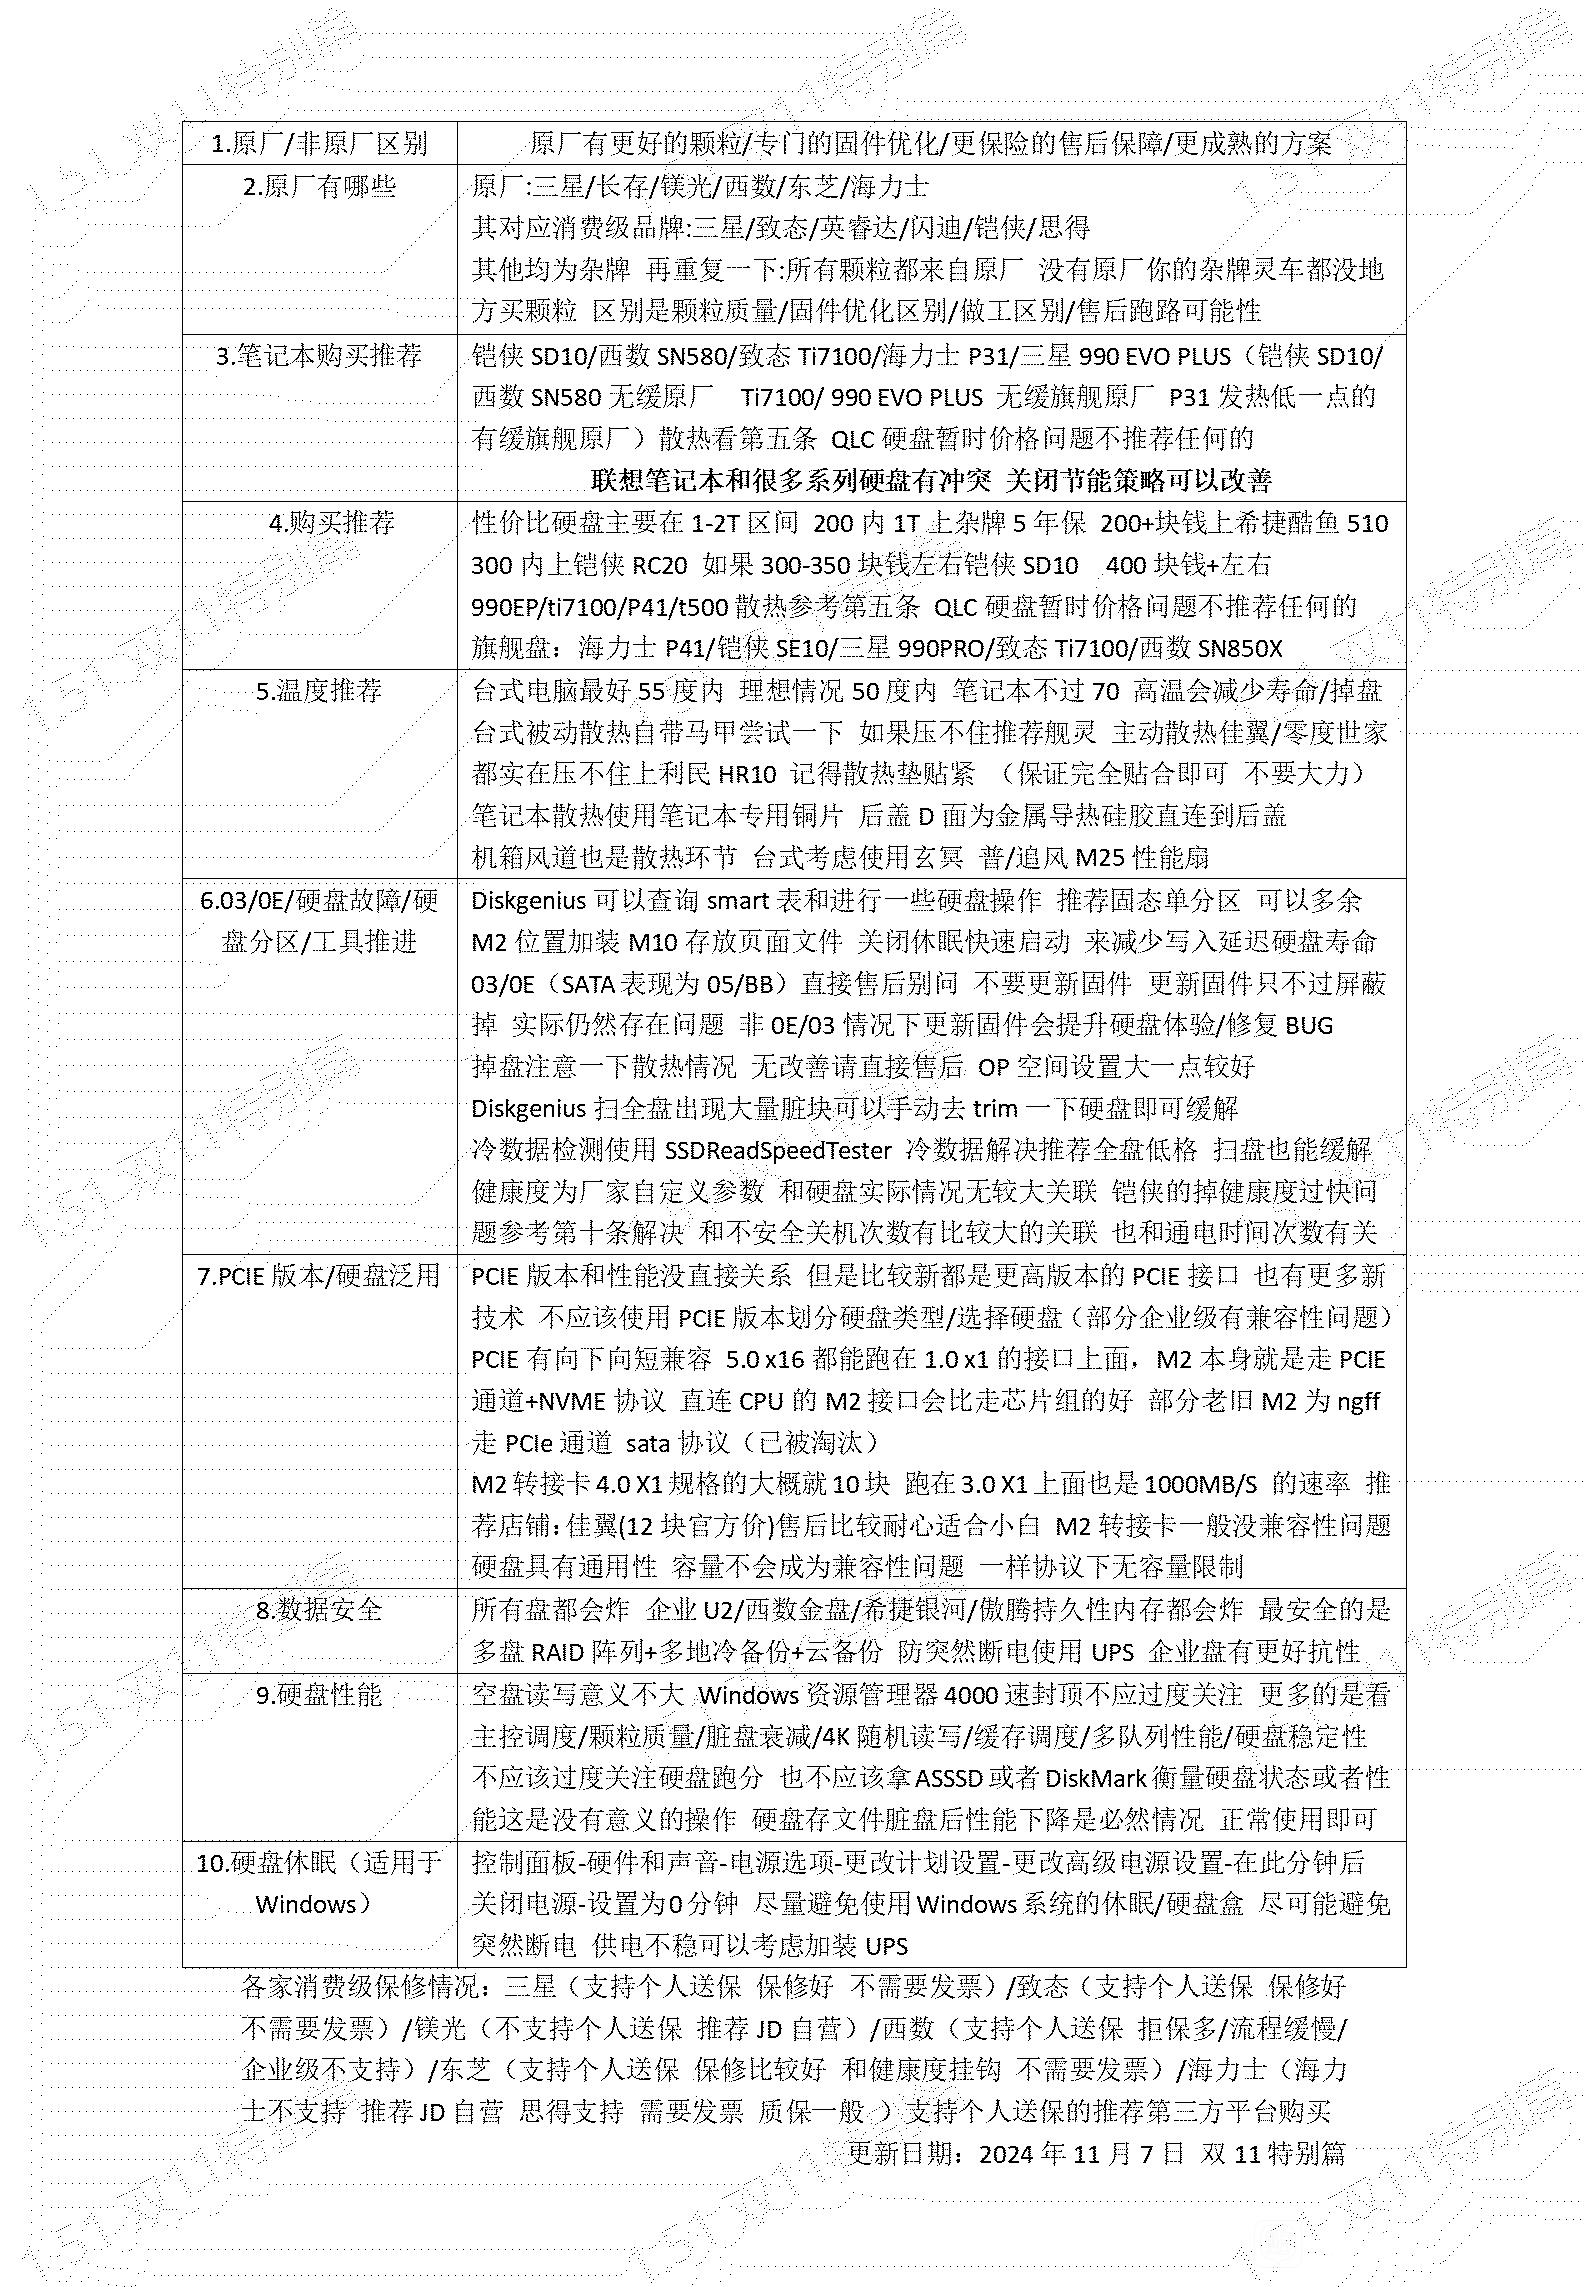 1.原厂/非原厂区别
原厂有更好的颗粒/专门的固件优化/更保险的售后保障/更成熟的方案
2.原厂有哪些
原厂:三星/长存/镁光/西数/东芝/海力士
其对应消费级品牌:三星/致态/英睿达/闪迪/铠侠/思得
其他均为杂牌 再重复一下:所有颗粒都来自原厂 没有原厂你的杂牌灵车都没地
方买颗粒 区别是颗粒质量/固件优化区别/做工区别/售后跑路可能性
3.笔记本购买推荐
铠侠 SD10/西数 SN580/致态 Ti7100/海力士 P31/三星 990 EVO PLUS（铠侠 SD10/
西数 SN580 无缓原厂 Ti7100/ 990 EVO PLUS 无缓旗舰原厂 P31 发热低一点的
有缓旗舰原厂）散热看第五条 QLC 硬盘暂时价格问题不推荐任何的
联想笔记本和很多系列硬盘有冲突 关闭节能策略可以改善
4.购买推荐
性价比硬盘主要在 1-2T 区间 200 内 1T 上杂牌 5 年保 200+块钱上希捷酷鱼 510
300 内上铠侠 RC20 如果 300-350 块钱左右铠侠 SD10 400 块钱+左右
990EP/ti7100/P41/t500 散热参考第五条 QLC 硬盘暂时价格问题不推荐任何的
旗舰盘：海力士 P41/铠侠 SE10/三星 990PRO/致态 Ti7100/西数 SN850X
5.温度推荐
台式电脑最好 55 度内 理想情况 50 度内 笔记本不过 70 高温会减少寿命/掉盘
台式被动散热自带马甲尝试一下 如果压不住推荐舰灵 主动散热佳翼/零度世家
都实在压不住上利民 HR10 记得散热垫贴紧 （保证完全贴合即可 不要大力）
笔记本散热使用笔记本专用铜片 后盖 D 面为金属导热硅胶直连到后盖
机箱风道也是散热环节 台式考虑使用玄冥 普/追风 M25 性能扇
6.03/0E/硬盘故障/硬
盘分区/工具推进
Diskgenius 可以查询 smart 表和进行一些硬盘操作 推荐固态单分区 可以多余
M2 位置加装 M10 存放页面文件 关闭休眠快速启动 来减少写入延迟硬盘寿命
03/0E（SATA 表现为 05/BB）直接售后别问 不要更新固件 更新固件只不过屏蔽
掉 实际仍然存在问题 非 0E/03 情况下更新固件会提升硬盘体验/修复 BUG
掉盘注意一下散热情况 无改善请直接售后 OP 空间设置大一点较好
Diskgenius 扫全盘出现大量脏块可以手动去 trim 一下硬盘即可缓解
冷数据检测使用 SSDReadSpeedTester 冷数据解决推荐全盘低格 扫盘也能缓解
健康度为厂家自定义参数 和硬盘实际情况无较大关联 铠侠的掉健康度过快问
题参考第十条解决 和不安全关机次数有比较大的关联 也和通电时间次数有关
7.PCIE 版本/硬盘泛用
PCIE 版本和性能没直接关系 但是比较新都是更高版本的 PCIE 接口 也有更多新
技术 不应该使用 PCIE 版本划分硬盘类型/选择硬盘（部分企业级有兼容性问题）
PCIE 有向下向短兼容 5.0 x16 都能跑在 1.0 x1 的接口上面，M2 本身就是走 PCIE
通道+NVME 协议 直连 CPU 的 M2 接口会比走芯片组的好 部分老旧 M2 为 ngff
走 PCIe 通道 sata 协议（已被淘汰）
M2 转接卡 4.0 X1 规格的大概就 10 块 跑在 3.0 X1 上面也是 1000MB/S 的速率 推
荐店铺：佳翼(12 块官方价)售后比较耐心适合小白 M2 转接卡一般没兼容性问题
硬盘具有通用性 容量不会成为兼容性问题 一样协议下无容量限制
8.数据安全
所有盘都会炸 企业 U2/西数金盘/希捷银河/傲腾持久性内存都会炸 最安全的是
多盘 RAID 阵列+多地冷备份+云备份 防突然断电使用 UPS 企业盘有更好抗性
9.硬盘性能
空盘读写意义不大 Windows 资源管理器 4000 速封顶不应过度关注 更多的是看
主控调度/颗粒质量/脏盘衰减/4K 随机读写/缓存调度/多队列性能/硬盘稳定性
不应该过度关注硬盘跑分 也不应该拿 ASSSD 或者 DiskMark 衡量硬盘状态或者性
能这是没有意义的操作 硬盘存文件脏盘后性能下降是必然情况 正常使用即可
10.硬盘休眠（适用于
Windows）
控制面板-硬件和声音-电源选项-更改计划设置-更改高级电源设置-在此分钟后
关闭电源-设置为 0 分钟 尽量避免使用 Windows 系统的休眠/硬盘盒 尽可能避免
突然断电 供电不稳可以考虑加装 UPS
各家消费级保修情况：三星（支持个人送保 保修好 不需要发票）/致态（支持个人送保 保修好
不需要发票）/镁光（不支持个人送保 推荐 JD 自营）/西数（支持个人送保 拒保多/流程缓慢/
企业级不支持）/东芝（支持个人送保 保修比较好 和健康度挂钩 不需要发票）/海力士（海力
士不支持 推荐 JD 自营 思得支持 需要发票 质保一般 ）支持个人送保的推荐第三方平台购买
更新日期：2024 年 11 月 7 日 双 11 特别篇